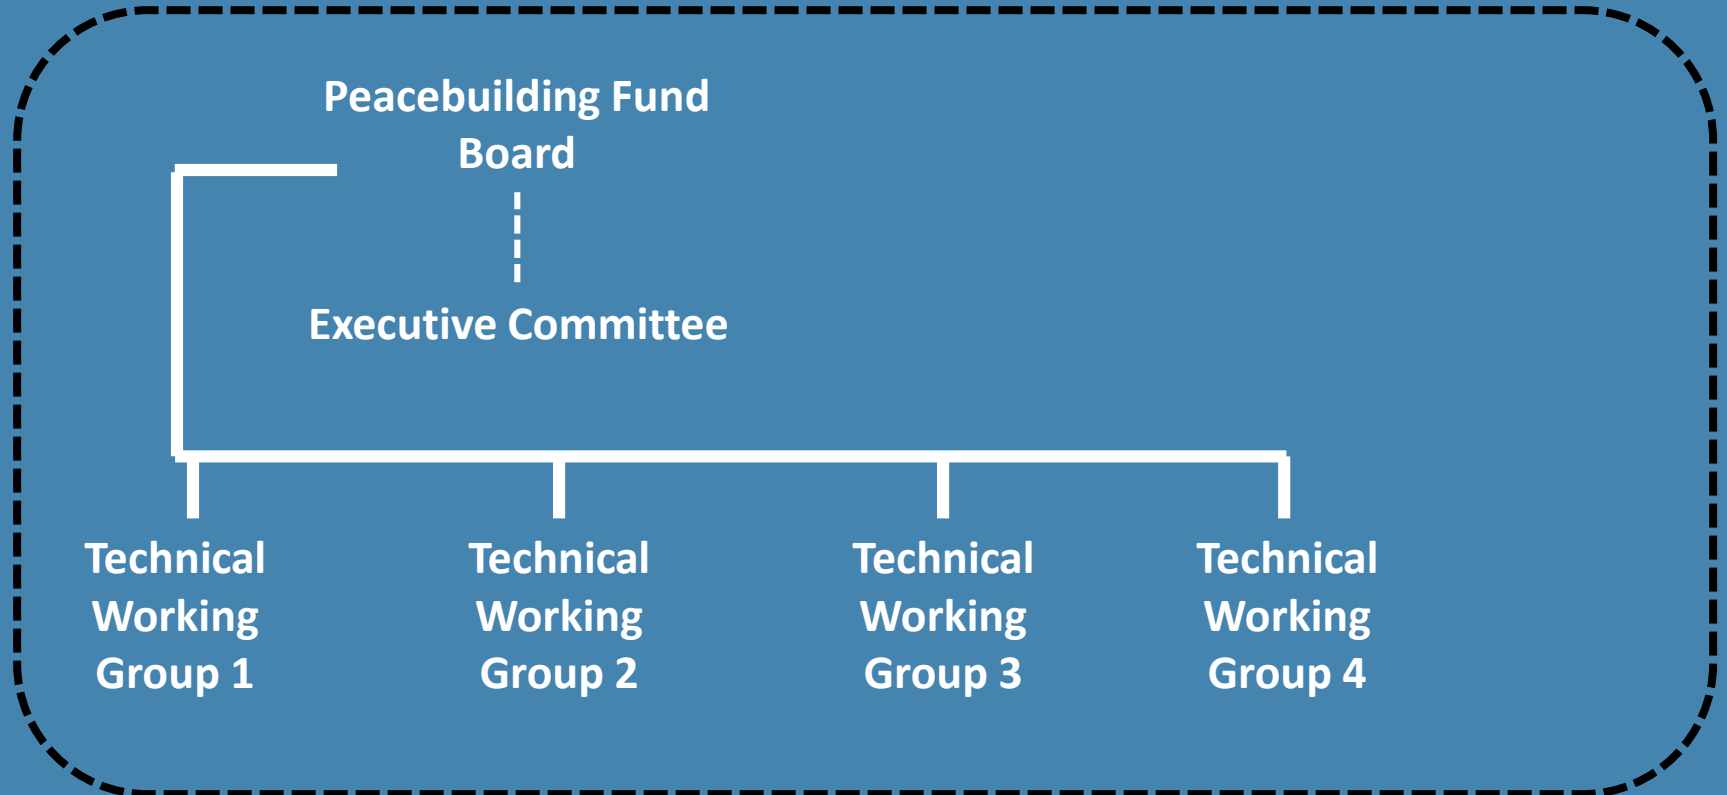 Peacebuilding Fund
Board
Executive Committee
Technical
Working
Group 1
Technical
Working
Group 2
Technical
Working
Group 3
Technical
Working
Group 4